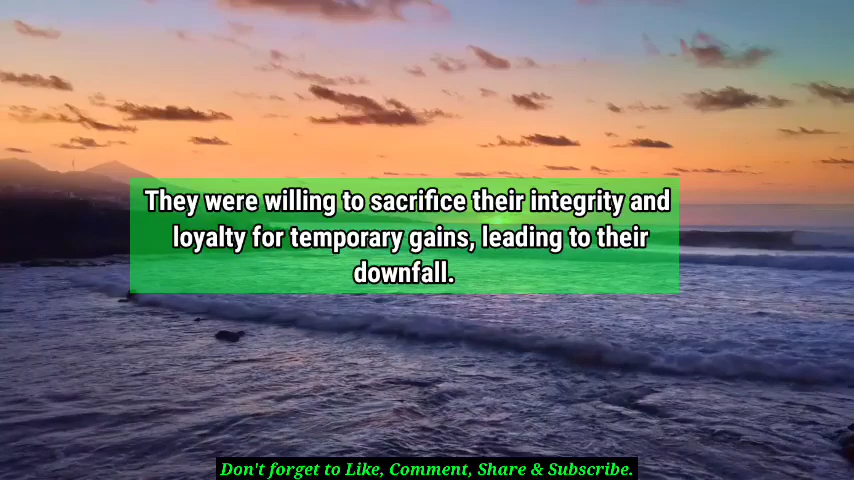 They were willing to sacrifice their integrity and
loyalty for temporary gains, leading to their
downfall.
Don't forget to Like, Comment, Share & Subscribe.